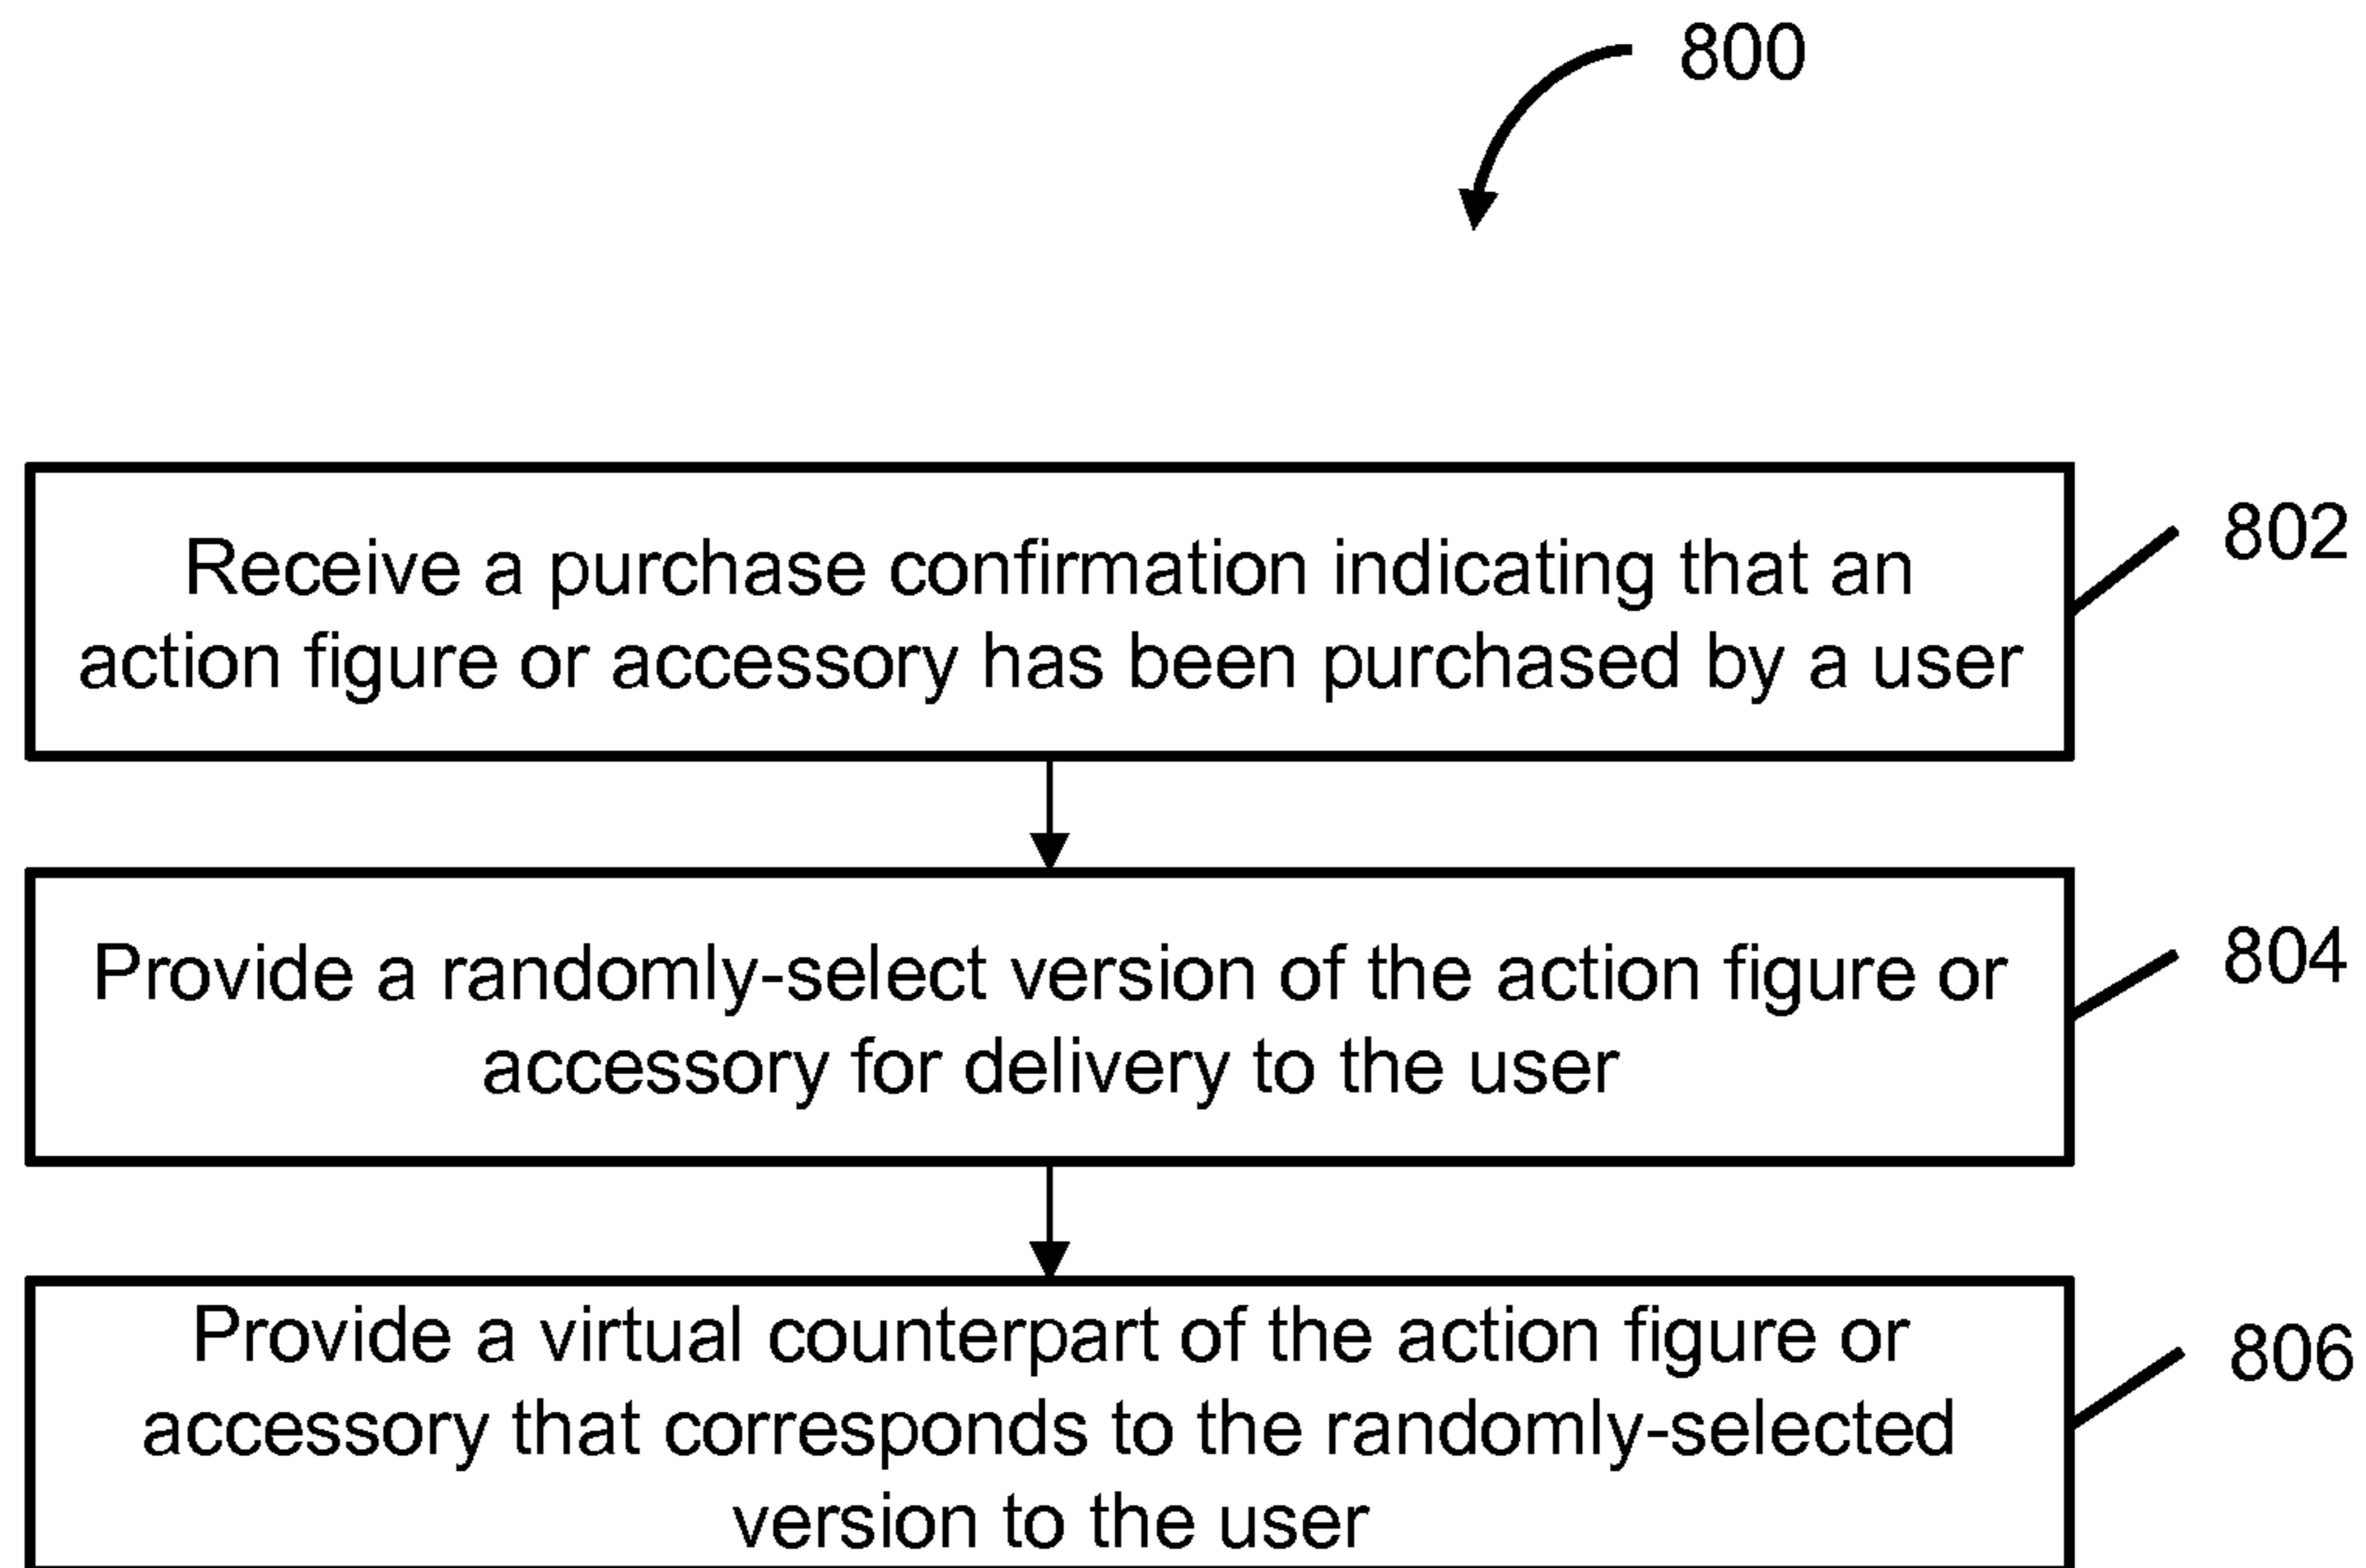 800
Receive a purchase confirmation indicating that an
action figure or accessory has been purchased by a user
802
Provide a randomly-select version of the action figure or
accessory for delivery to the user
804
Provide a virtual counterpart of the action figure or
accessory that corresponds to the randomly-selected
version to the user
806